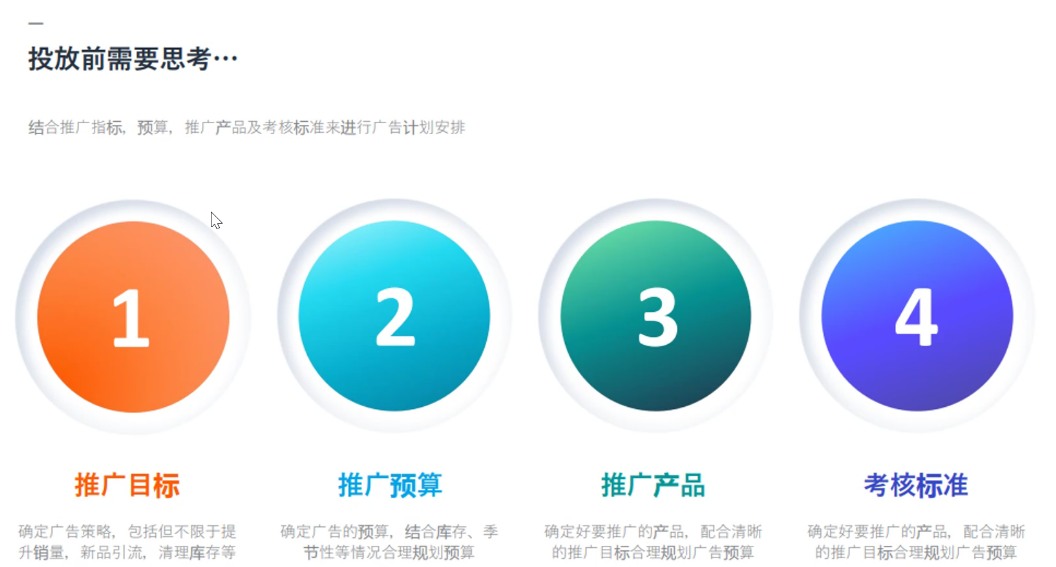 投放前需要思考…
结合推广指标，预算，推广产品及考核标准来进行广告计划安排
1
2
3
4
推广目标
推广预算
推广产品
考核标准
确定广告策略，包括但不限于提
升销量，新品引流，清理库存等
确定广告的预算，结合库存、季
节性等情况合理规划预算
确定好要推广的产品，配合清晰
的推广目标合理规划广告预算
确定好要推广的产品，配合清晰
的推广目标合理规划广告预算